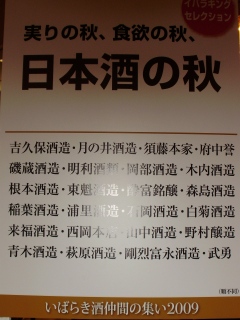 イバラキング
セレクション
実りの秋、食欲の秋、
日本酒の秋
吉久保酒造・月の井酒造・須藤本家・府中誉
磯蔵酒造・明利酒類・岡部酒造・木内酒造
根本酒造・東魁酒造・ 富銘醸・森島酒造
稲葉酒造・浦里酒造・石岡酒造・白菊酒造
来福酒造・西岡本店・山中酒造・野村醸造
青木酒造・萩原酒造・剛烈富永酒造・武勇
(順不同)
いばらき酒仲間の集い2009